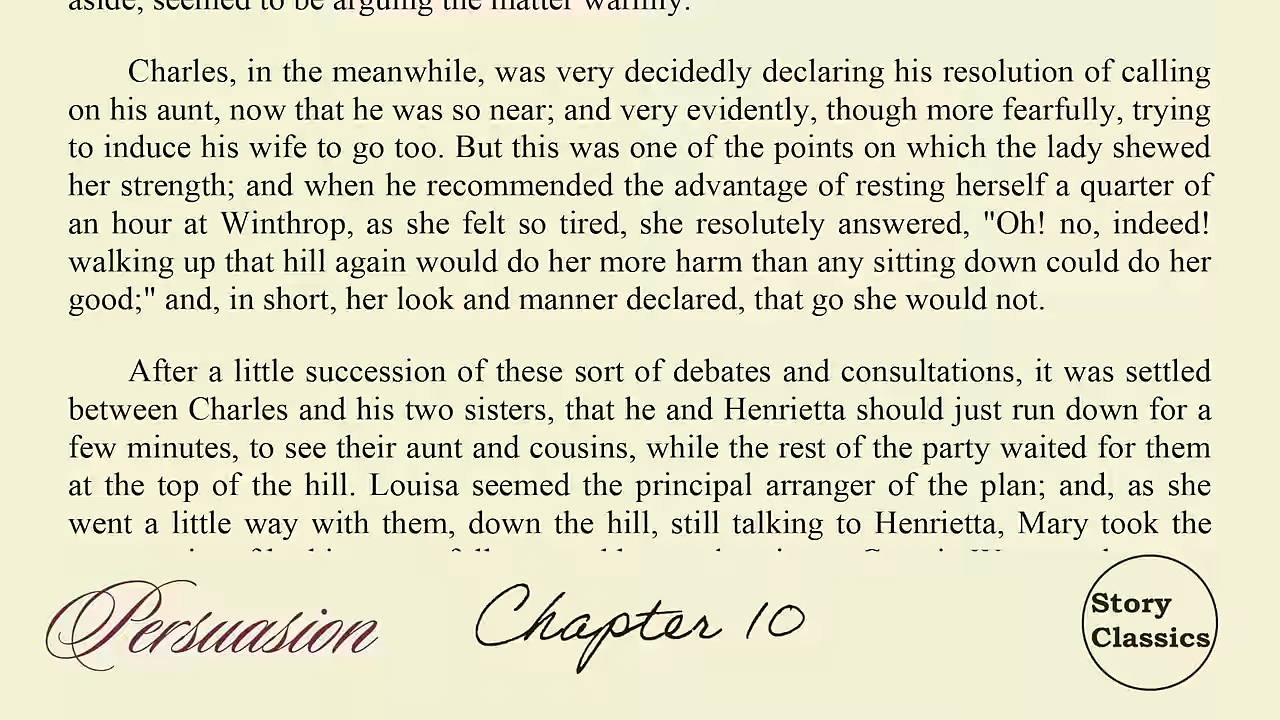 aside, seemed to be arguing the matter warmly.
Charles, in the meanwhile, was very decidedly declaring his resolution of calling
on his aunt, now that he was so near; and very evidently, though more fearfully, trying
to induce his wife to go too. But this was one of the points on which the lady shewed
her strength; and when he recommended the advantage of resting herself a quarter of
an hour at Winthrop, as she felt so tired, she resolutely answered, "Oh! no, indeed!
walking up that hill again would do her more harm than any sitting down could do her
good;" and, in short, her look and manner declared, that go she would not.
After a little succession of these sort of debates and consultations, it was settled
between Charles and his two sisters, that he and Henrietta should just run down for a
few minutes, to see their aunt and cousins, while the rest of the party waited for them
at the top of the hill. Louisa seemed the principal arranger of the plan; and, as she
went a little way with them, down the hill, still talking to Henrietta, Mary took the
Persuasion
Chapter 10
Story
Classics